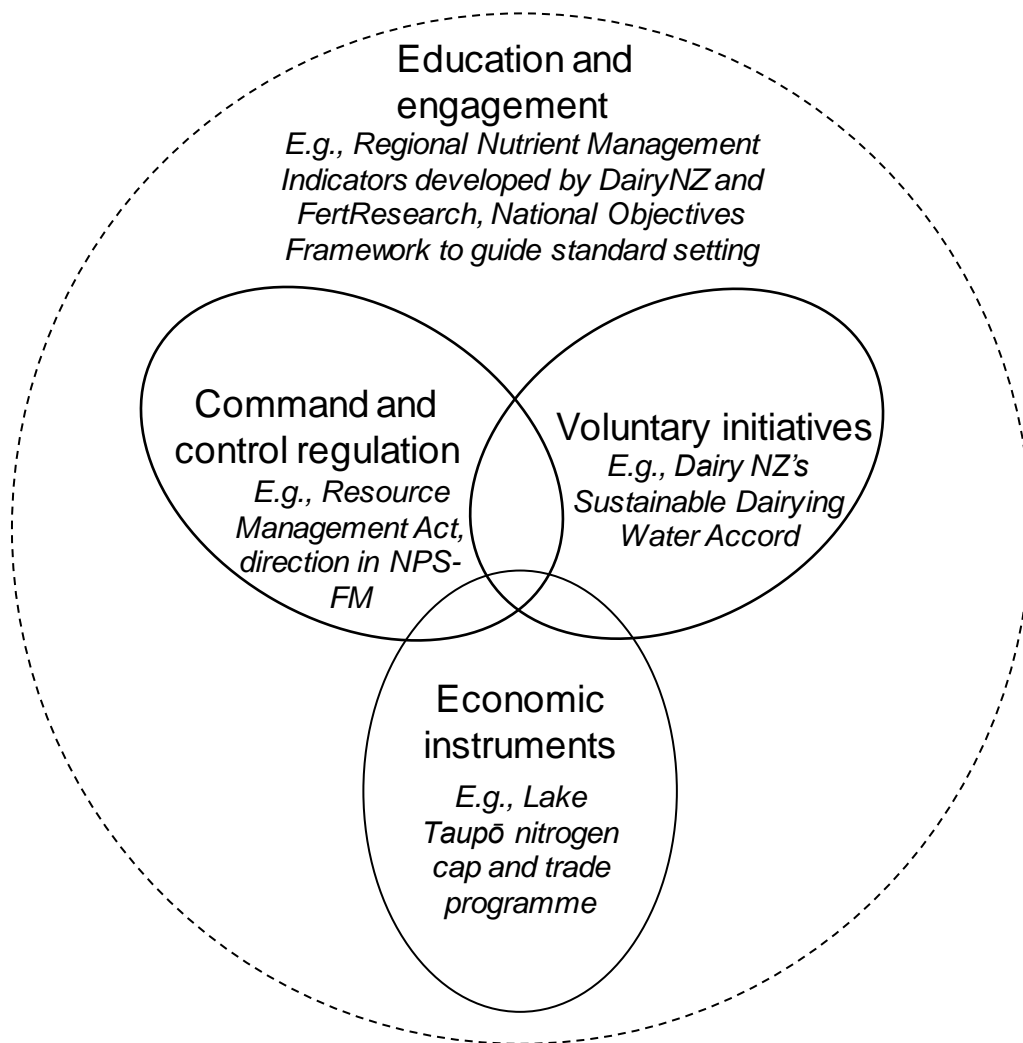 Education and
engagement
E.g., Regional Nutrient Management
Indicators developed by DairyNZ and
FertResearch, National Objectives
Framework to guide standard setting
Command and
control regulation
E.g., Resource
Management Act,
direction in NPS-
FM
Voluntary initiatives
E.g., Dairy NZ’s
Sustainable Dairying
Water Accord
Economic
instruments
E.g., Lake
Taupō nitrogen
cap and trade
programme